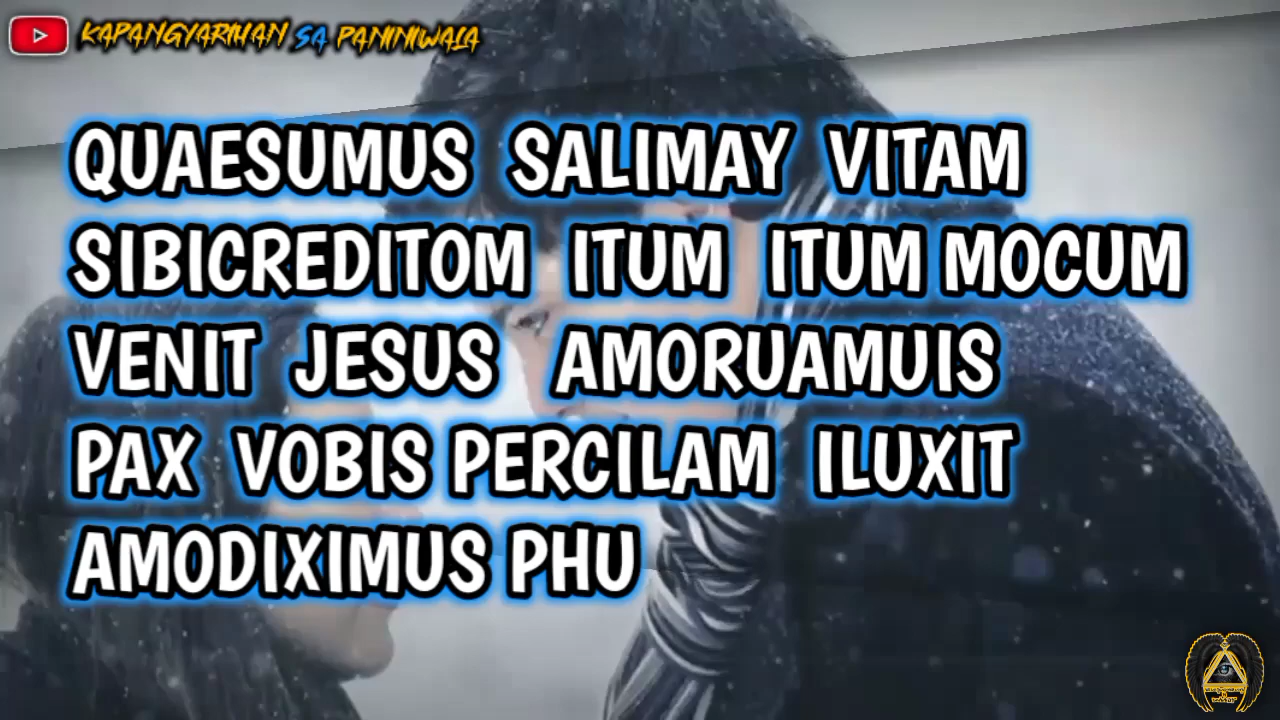 KAPANGYARIHAN SA PANINIWALA
QUAESUMUS SALIMAY VITAM
SIBICREDITOM ITUM ITUM MOCUM
VENIT JESUS AMORUAMUIS
PAX VOBIS PERCILAM ILUXIT
AMODIXIMUS PHU